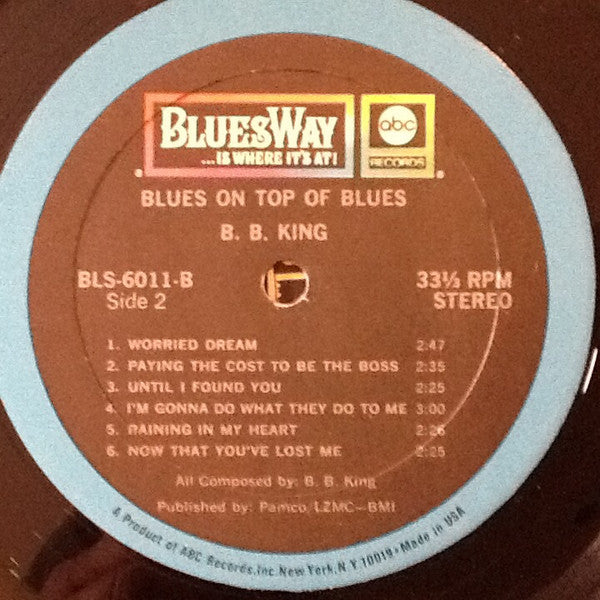 BLUESWAY
...IS WHERE IT'S AT!
abc
RECORDS
BLUES ON TOP OF BLUES
B. B. KING
BLS-6011-B
Side 2
33⅓ RPM
STEREO
1. WORRIED DREAM 2:47
2. PAYING THE COST TO BE THE BOSS 2:35
3. UNTIL I FOUND YOU 2:25
4. I'M GONNA DO WHAT THEY DO TO ME 3:00
5. RAINING IN MY HEART 2:26
6. NOW THAT YOU'VE LOST ME 2:25
All Composed by: B. B. King
Published by: Pamco/LZMC-BMI
A Product of ABC Records, Inc. New York, N.Y. 10019 • Made in USA